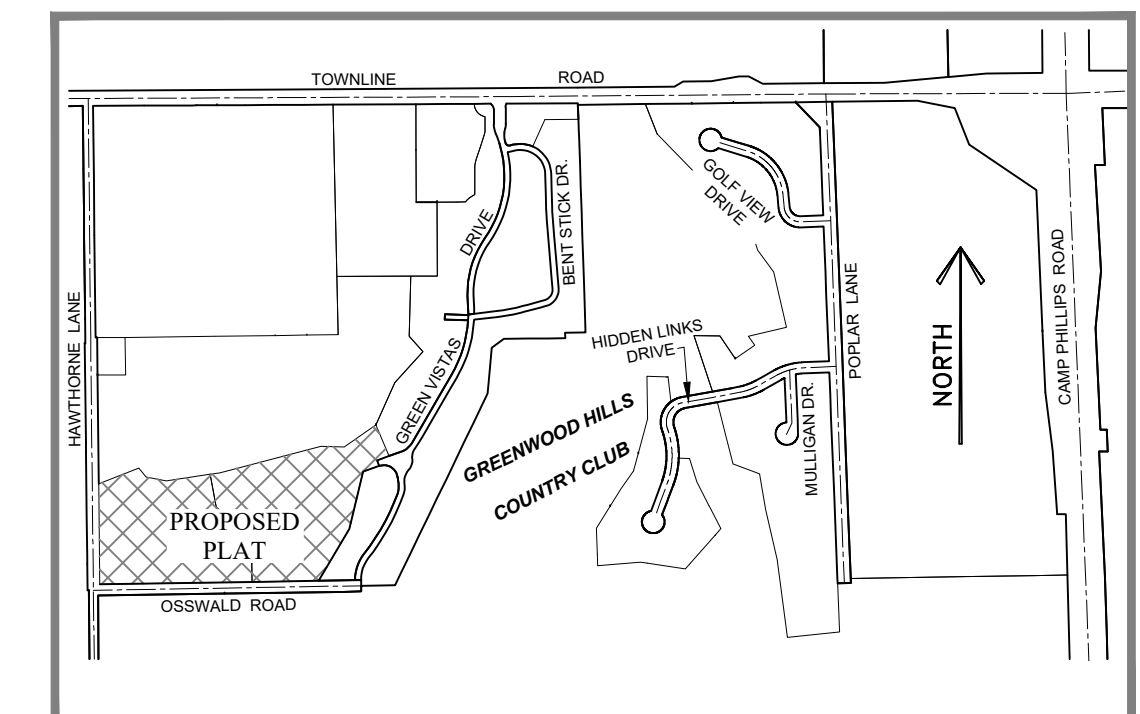 TOWNLINE ROAD
BENT STICK DR.
DRIVE
GREEN VISTAS
GOLF VIEW
DRIVE
HAWTHORNE LANE
HIDDEN LINKS
DRIVE
POPLAR LANE
NORTH
CAMP PHILLIPS ROAD
GREENWOOD HILLS
COUNTRY CLUB
MULLIGAN DR.
PROPOSED
PLAT
OSSWALD ROAD